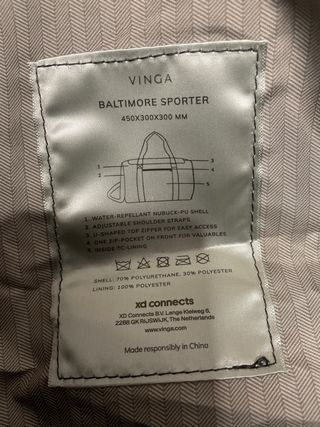 VINGA
BALTIMORE SPORTER
450X300X300 MM
1
2
3
4
5
1. WATER-REPELLANT NUBUCK-PU SHELL
2. ADJUSTABLE SHOULDER STRAPS
3. U-SHAPED TOP ZIPPER FOR EASY ACCESS
4. ONE ZIP-POCKET ON FRONT FOR VALUABLES
5. INSIDE TC-LINING
SHELL: 70% POLYURETHANE, 30% POLYESTER
LINING: 100% POLYESTER
xd connects
XD Connects B.V. Lange Kleiweg 6,
2288 GK RIJSWIJK, The Netherlands
www.vinga.com
Made responsibly in China